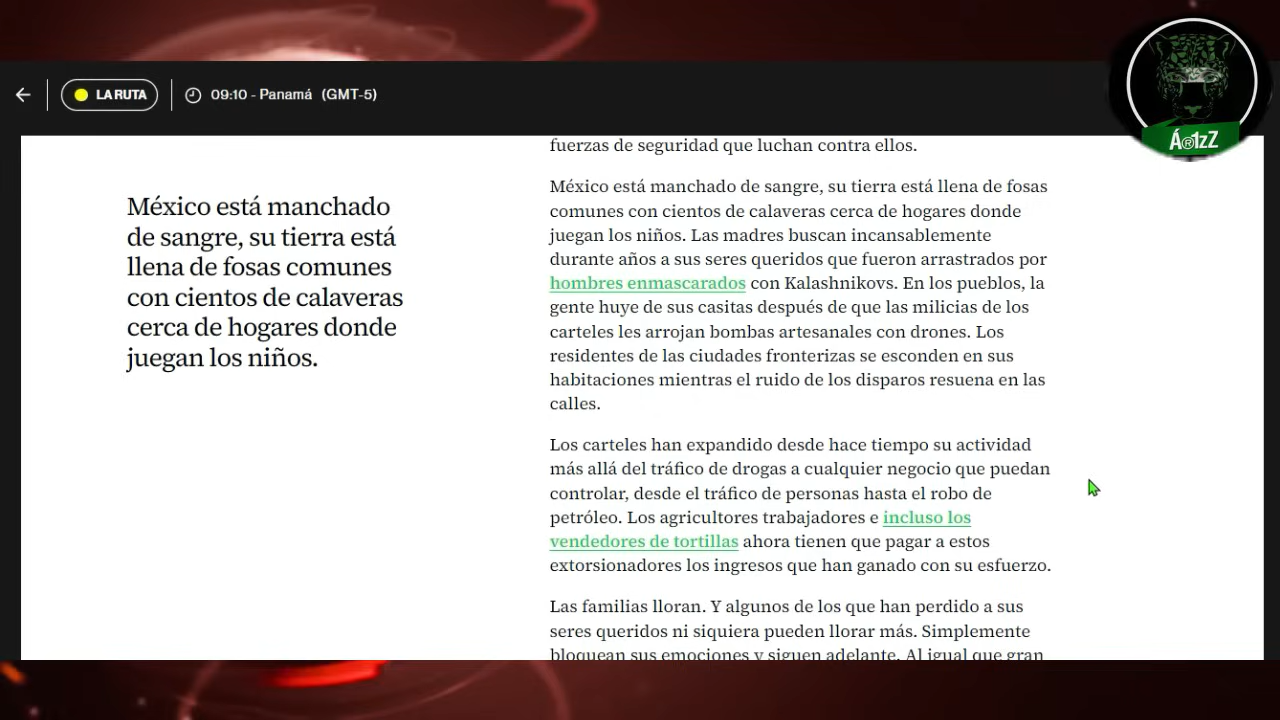 LA RUTA
09:10 - Panamá (GMT-5)
Á®1zZ
México está manchado
de sangre, su tierra está
llena de fosas comunes
con cientos de calaveras
cerca de hogares donde
juegan los niños.
fuerzas de seguridad que luchan contra ellos.
México está manchado de sangre, su tierra está llena de fosas
comunes con cientos de calaveras cerca de hogares donde
juegan los niños. Las madres buscan incansablemente
durante años a sus seres queridos que fueron arrastrados por
hombres enmascarados con Kalashnikovs. En los pueblos, la
gente huye de sus casitas después de que las milicias de los
carteles les arrojan bombas artesanales con drones. Los
residentes de las ciudades fronterizas se esconden en sus
habitaciones mientras el ruido de los disparos resuena en las
calles.
Los carteles han expandido desde hace tiempo su actividad
más allá del tráfico de drogas a cualquier negocio que puedan
controlar, desde el tráfico de personas hasta el robo de
petróleo. Los agricultores trabajadores e incluso los
vendedores de tortillas ahora tienen que pagar a estos
extorsionadores los ingresos que han ganado con su esfuerzo.
Las familias lloran. Y algunos de los que han perdido a sus
seres queridos ni siquiera pueden llorar más. Simplemente
bloquean sus emociones y siguen adelante. Al igual que gran